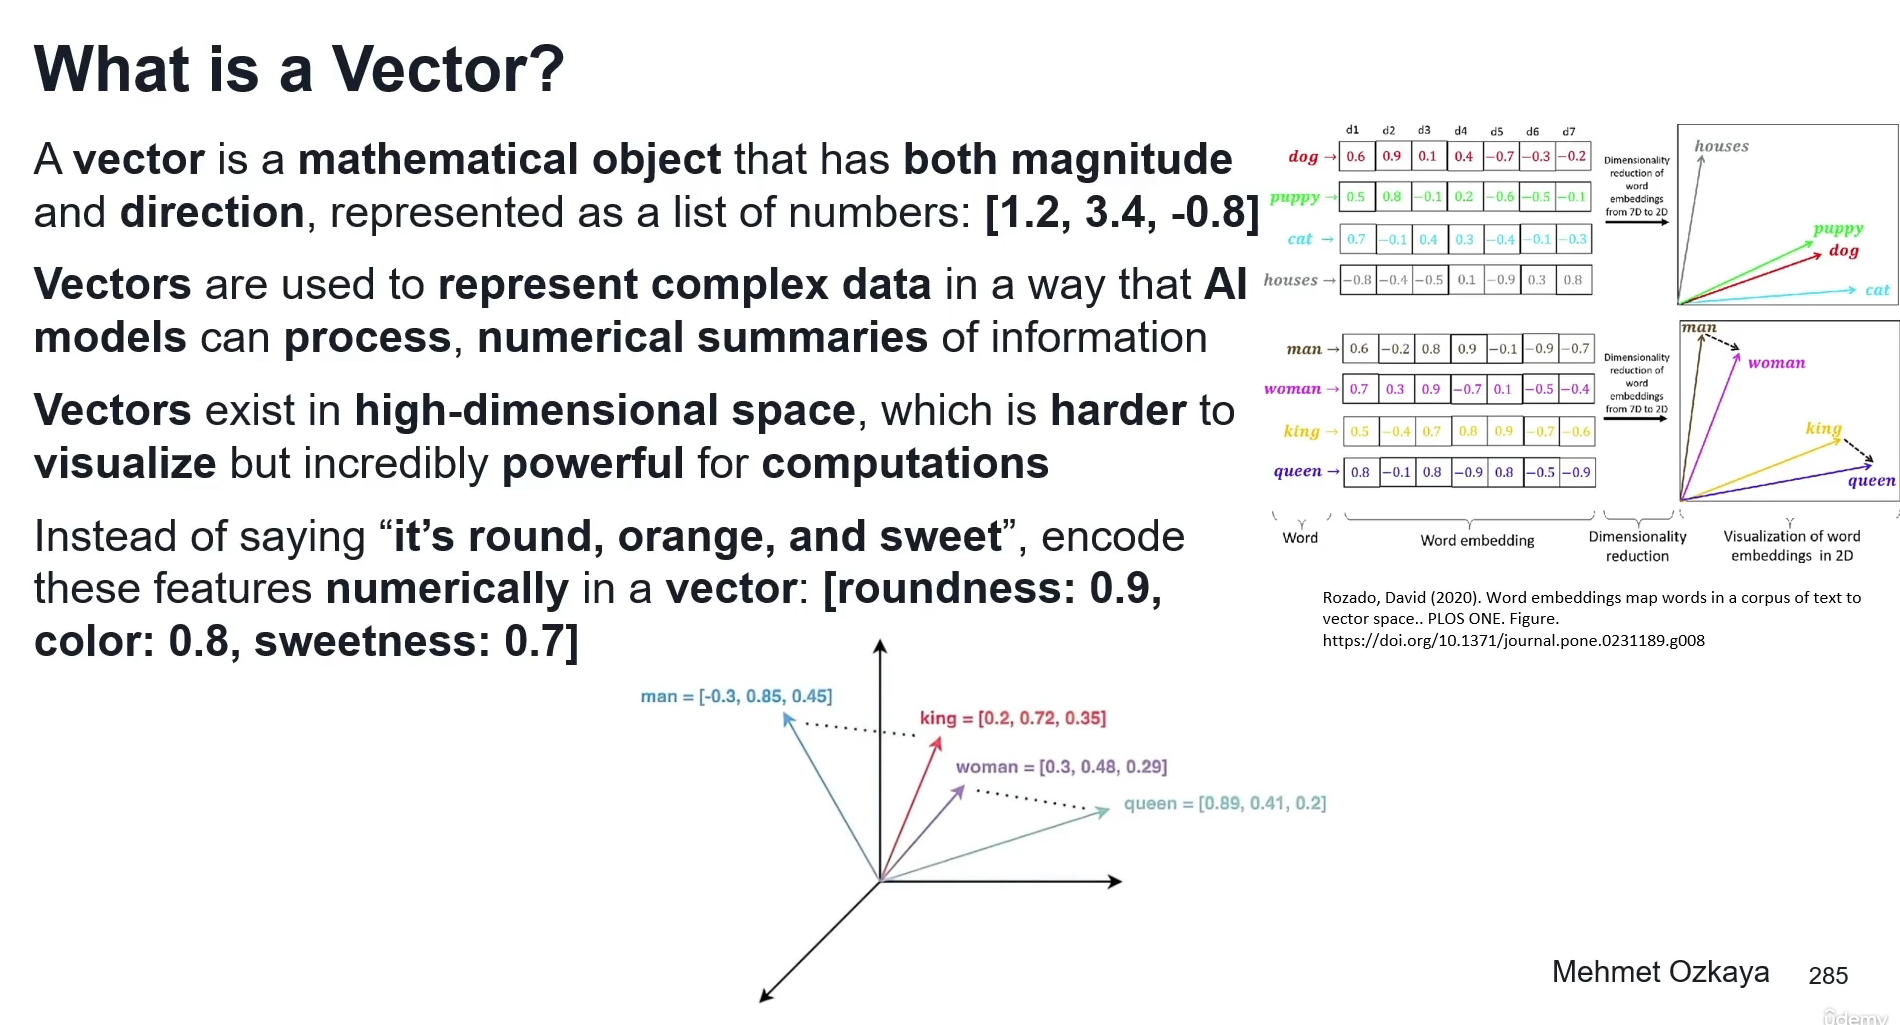 What is a Vector?
A vector is a mathematical object that has both magnitude
and direction, represented as a list of numbers: [1.2, 3.4, -0.8]
Vectors are used to represent complex data in a way that AI
models can process, numerical summaries of information
Vectors exist in high-dimensional space, which is harder to
visualize but incredibly powerful for computations
Instead of saying “it’s round, orange, and sweet”, encode
these features numerically in a vector: [roundness: 0.9,
color: 0.8, sweetness: 0.7]
d1 d2 d3 d4 d5 d6 d7
dog → 0.6 0.9 0.1 0.4 −0.7 −0.3 −0.2
puppy → 0.5 0.8 −0.1 0.2 −0.6 −0.5 −0.1
cat → 0.7 −0.1 0.4 0.3 −0.4 −0.1 −0.3
houses → −0.8 −0.4 −0.5 0.1 −0.9 0.3 0.8
Dimensionality
reduction of
word
embeddings
from 7D to 2D
houses
puppy
dog
cat
man → 0.6 −0.2 0.8 0.9 −0.1 −0.9 −0.7
woman → 0.7 0.3 0.9 −0.7 0.1 −0.5 −0.4
king → 0.5 −0.4 0.7 0.8 0.9 −0.7 −0.6
queen → 0.8 −0.1 0.8 −0.9 0.8 −0.5 −0.9
Dimensionality
reduction of
word
embeddings
from 7D to 2D
man
woman
king
queen
Word
Word embedding
Dimensionality
reduction
Visualization of word
embeddings in 2D
Rozado, David (2020). Word embeddings map words in a corpus of text to
vector space.. PLOS ONE. Figure.
https://doi.org/10.1371/journal.pone.0231189.g008
man = [-0.3, 0.85, 0.45]
king = [0.2, 0.72, 0.35]
woman = [0.3, 0.48, 0.29]
queen = [0.89, 0.41, 0.2]
Mehmet Ozkaya 285
ûdemy